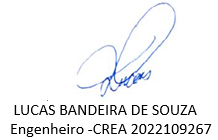 LUCAS BANDEIRA DE SOUZA
Engenheiro -CREA 2022109267